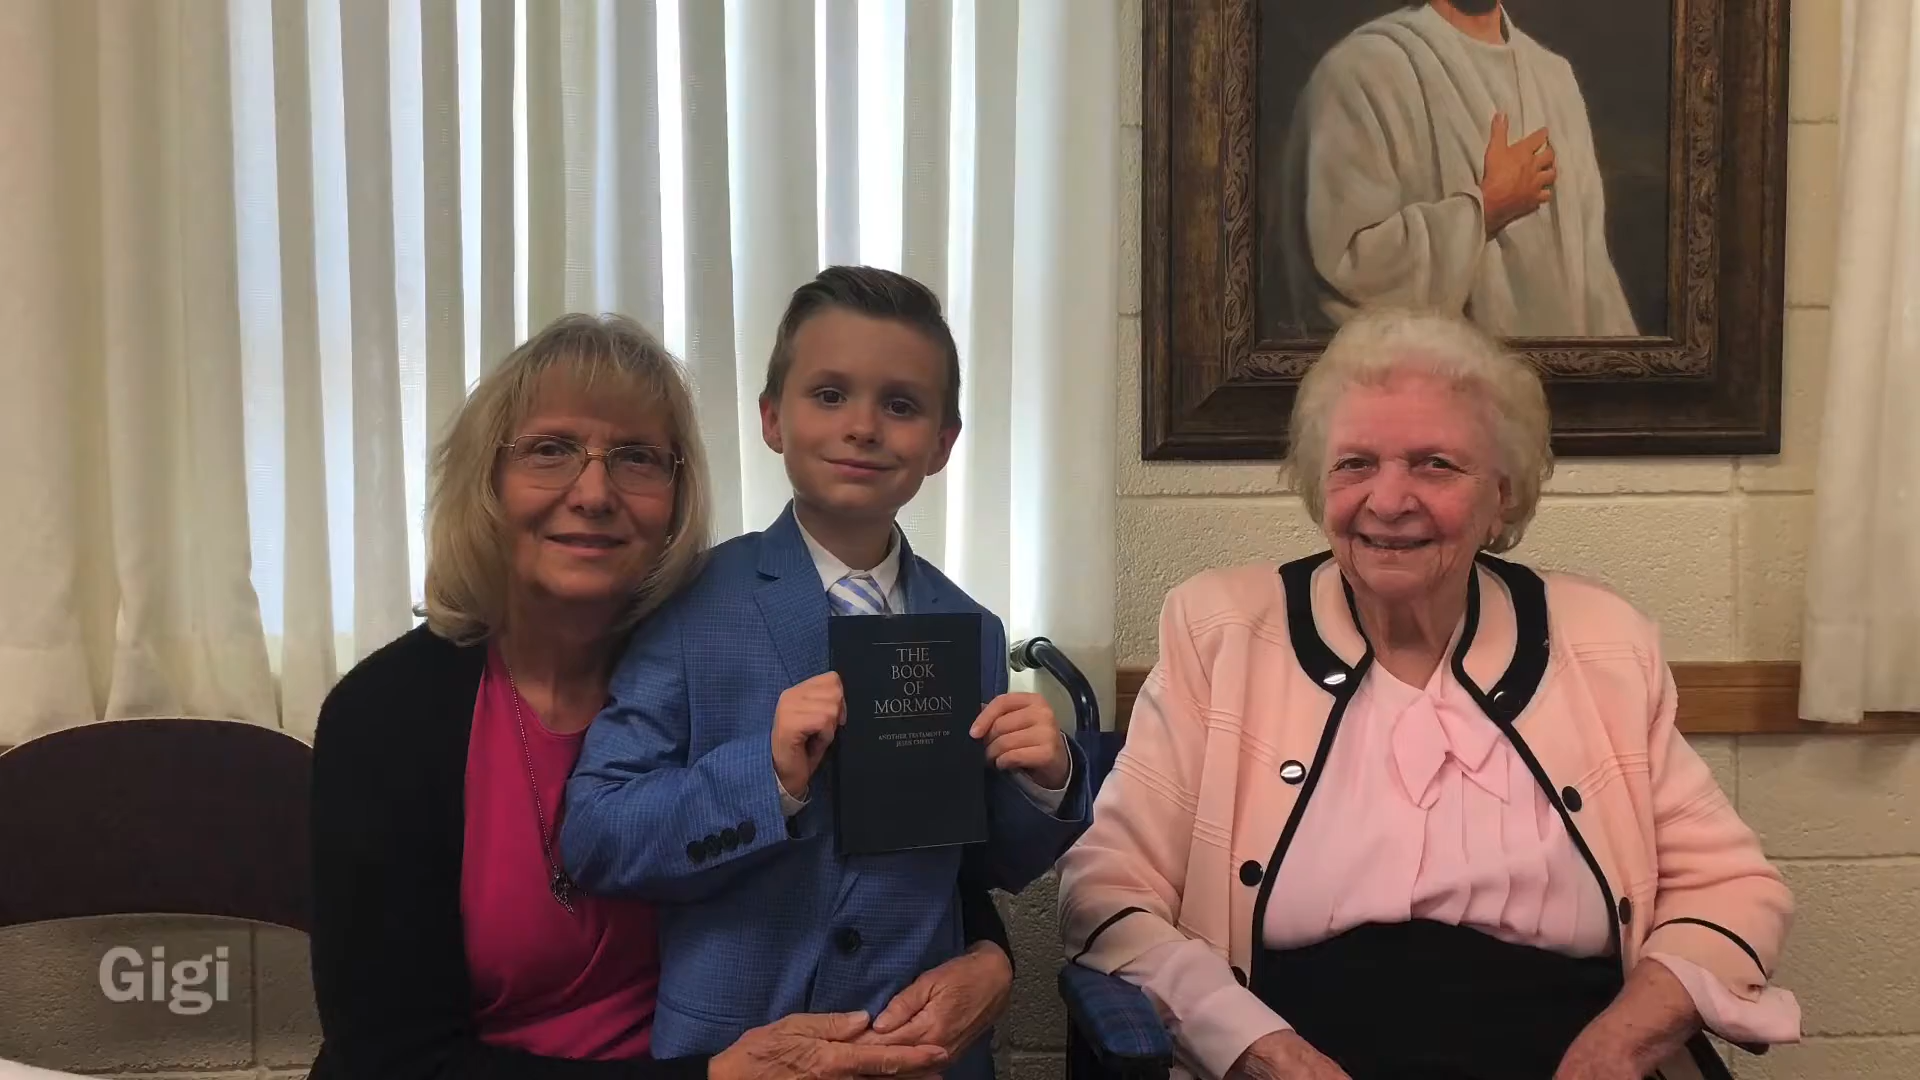 THE
BOOK
OF
MORMON
ANOTHER TESTAMENT OF
JESUS CHRIST
Gigi